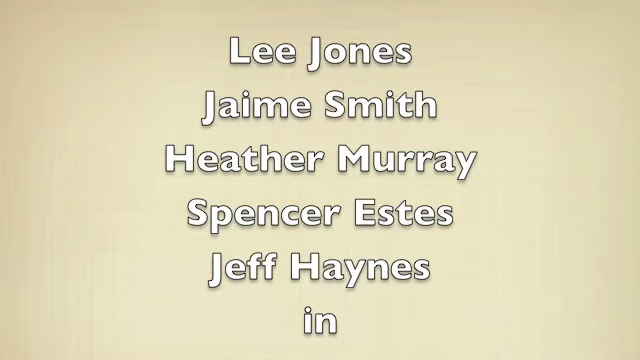 Lee Jones
Jaime Smith
Heather Murray
Spencer Estes
Jeff Haynes
in